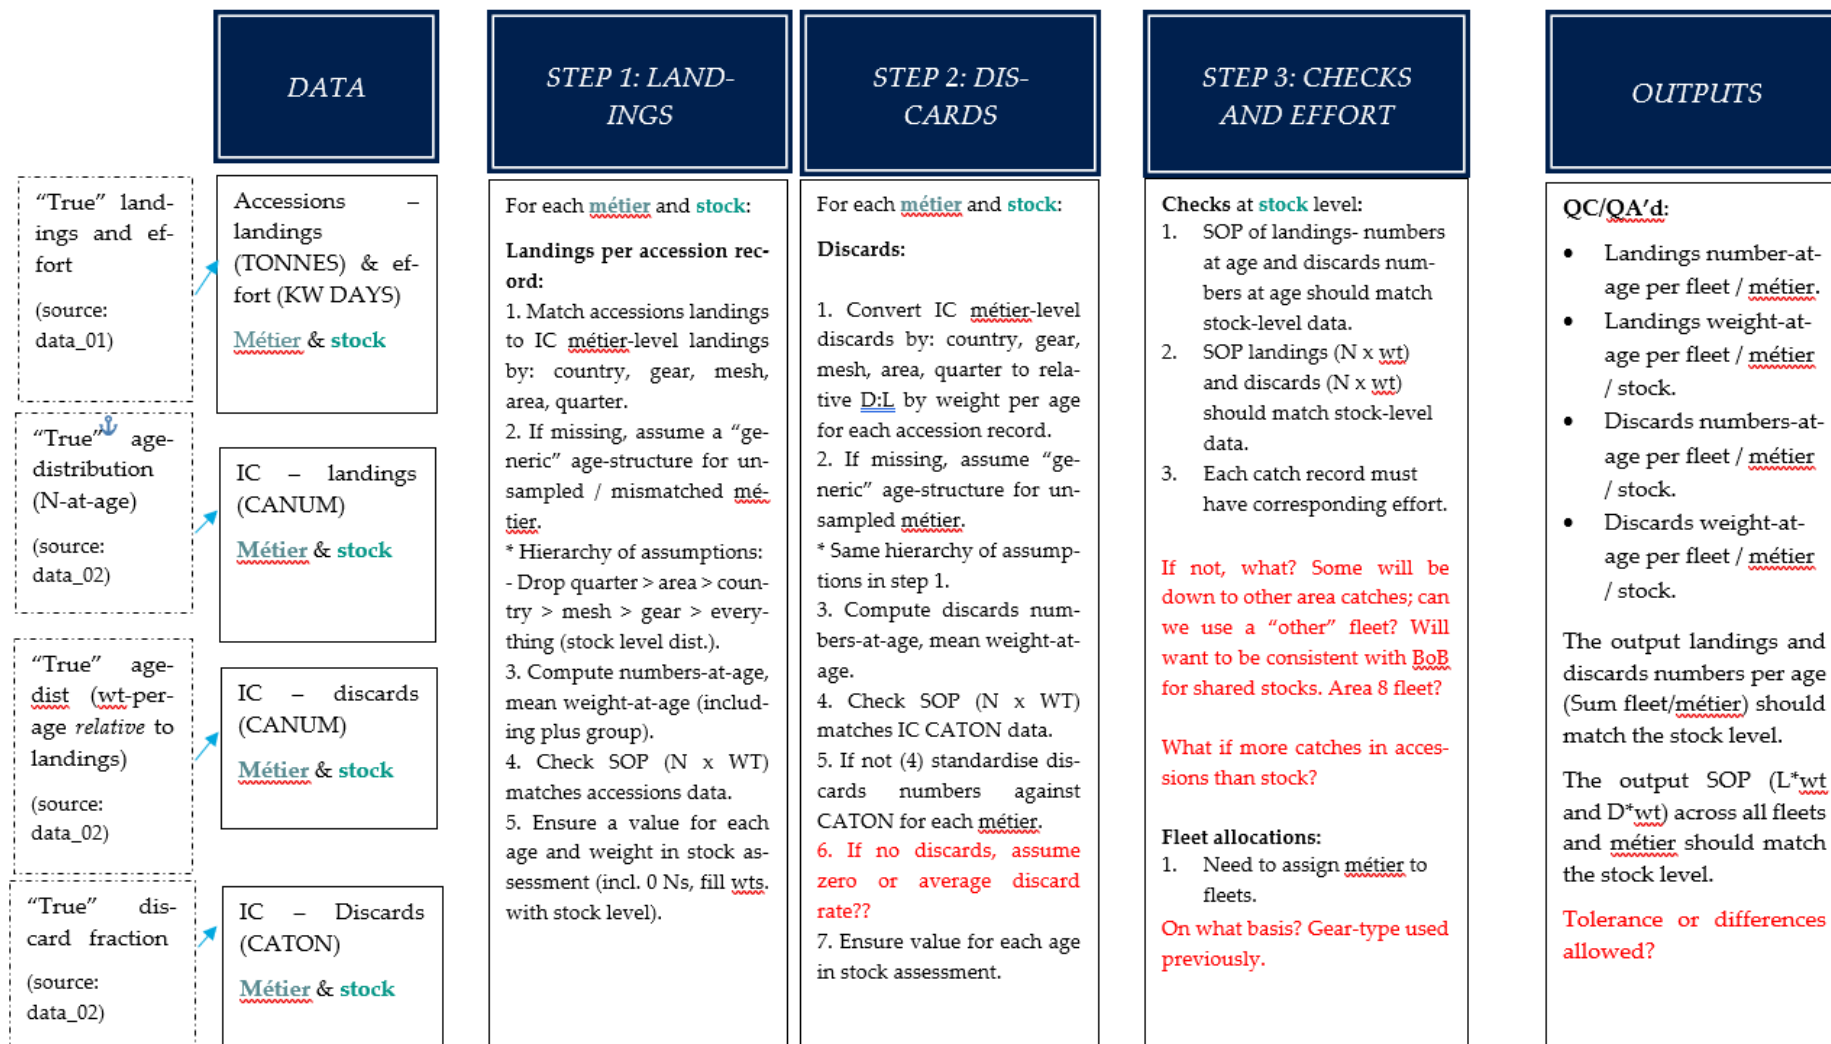 DATA
STEP 1: LAND-
INGS
STEP 2: DIS-
CARDS
STEP 3: CHECKS
AND EFFORT
OUTPUTS
“True” land-
ings and ef-
fort
(source:
data_01)
“True” age-
distribution
(N-at-age)
(source:
data_02)
“True” age-
dist (wt-per-
age relative to
landings)
(source:
data_02)
“True” dis-
card fraction
(source:
data_02)
Accessions –
landings
(TONNES) & ef-
fort (KW DAYS)
Métier & stock
IC – landings
(CANUM)
Métier & stock
IC – discards
(CANUM)
Métier & stock
IC – Discards
(CATON)
Métier & stock
For each métier and stock:
Landings per accession rec-
ord:
1. Match accessions landings
to IC métier-level landings
by: country, gear, mesh,
area, quarter.
2. If missing, assume a “ge-
neric” age-structure for un-
sampled / mismatched mé-
tier.
* Hierarchy of assumptions:
- Drop quarter > area > coun-
try > mesh > gear > every-
thing (stock level dist.).
3. Compute numbers-at-age,
mean weight-at-age (includ-
ing plus group).
4. Check SOP (N x WT)
matches accessions data.
5. Ensure a value for each
age and weight in stock as-
sessment (incl. 0 Ns, fill wts.
with stock level).
For each métier and stock:
Discards:
1. Convert IC métier-level
discards by: country, gear,
mesh, area, quarter to rela-
tive D:L by weight per age
for each accession record.
2. If missing, assume “ge-
neric” age-structure for un-
sampled métier.
* Same hierarchy of assump-
tions in step 1.
3. Compute discards num-
bers-at-age, mean weight-at-
age.
4. Check SOP (N x WT)
matches IC CATON data.
5. If not (4) standardise dis-
cards numbers against
CATON for each métier.
6. If no discards, assume
zero or average discard
rate??
7. Ensure value for each age
in stock assessment.
Checks at stock level:
1. SOP of landings- numbers
at age and discards num-
bers at age should match
stock-level data.
2. SOP landings (N x wt)
and discards (N x wt)
should match stock-level
data.
3. Each catch record must
have corresponding effort.
If not, what? Some will be
down to other area catches; can
we use a “other” fleet? Will
want to be consistent with BoB
for shared stocks. Area 8 fleet?
What if more catches in acces-
sions than stock?
Fleet allocations:
1. Need to assign métier to
fleets.
On what basis? Gear-type used
previously.
QC/QA’d:
• Landings number-at-
age per fleet / métier.
• Landings weight-at-
age per fleet / métier
/ stock.
• Discards numbers-at-
age per fleet / métier
/ stock.
• Discards weight-at-
age per fleet / métier
/ stock.
The output landings and
discards numbers per age
(Sum fleet/métier) should
match the stock level.
The output SOP (L*wt
and D*wt) across all fleets
and métier should match
the stock level.
Tolerance or differences
allowed?